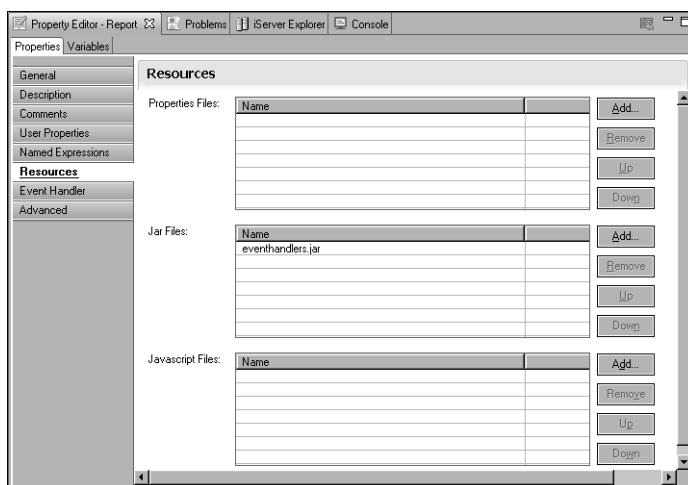 Property Editor - Report Problems iServer Explorer Console
Properties Variables
General
Description
Comments
User Properties
Named Expressions
Resources
Event Handler
Advanced
Resources
Properties Files:
Name
Add...
Remove
Up
Down
Jar Files:
Name
eventhandlers.jar
Add...
Remove
Up
Down
Javascript Files:
Name
Add...
Remove
Up
Down